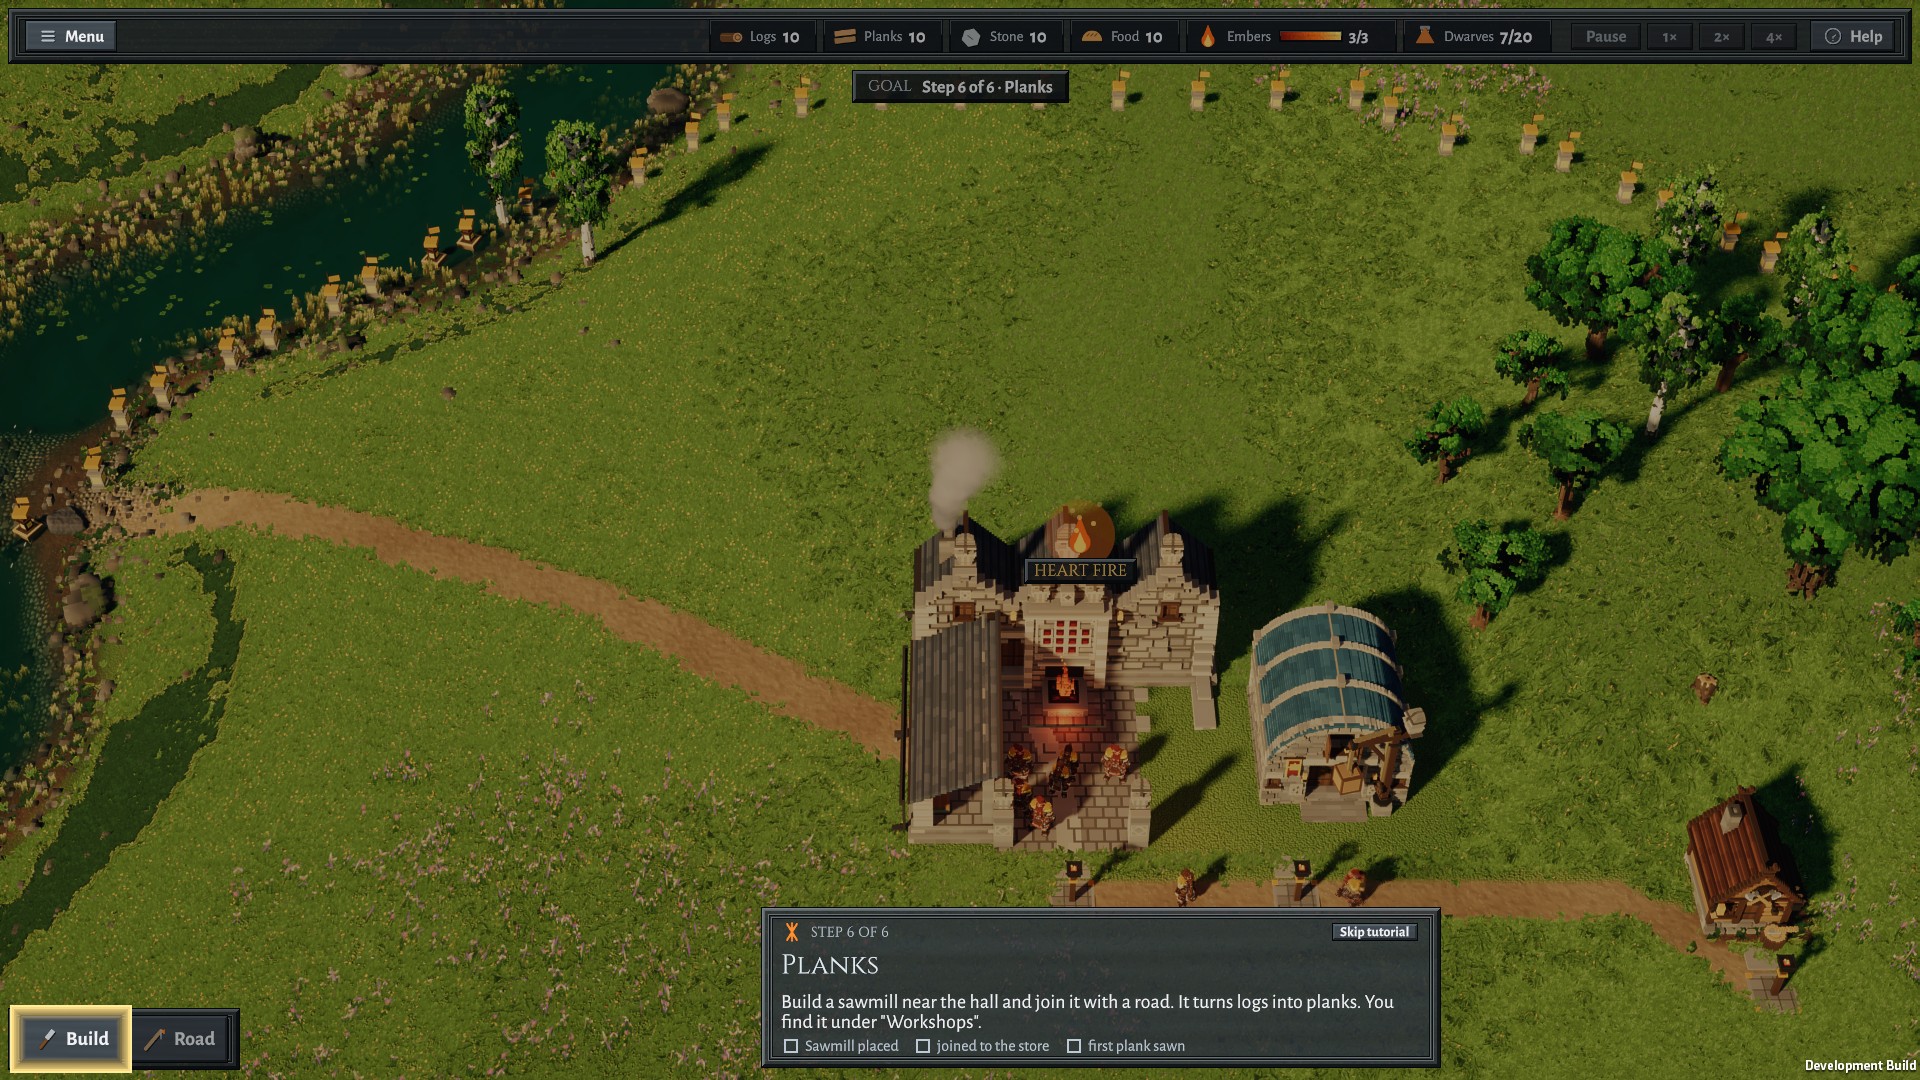 Menu
Logs 10
Planks 10
Stone 10
Food 10
Embers 3/3
Dwarves 7/20
Pause
1×
2×
4×
Help
GOAL Step 6 of 6 · Planks
HEART FIRE
STEP 6 OF 6
Skip tutorial
PLANKS
Build a sawmill near the hall and join it with a road. It turns logs into planks. You
find it under "Workshops".
Sawmill placed
joined to the store
first plank sawn
Build
Road
Development Build